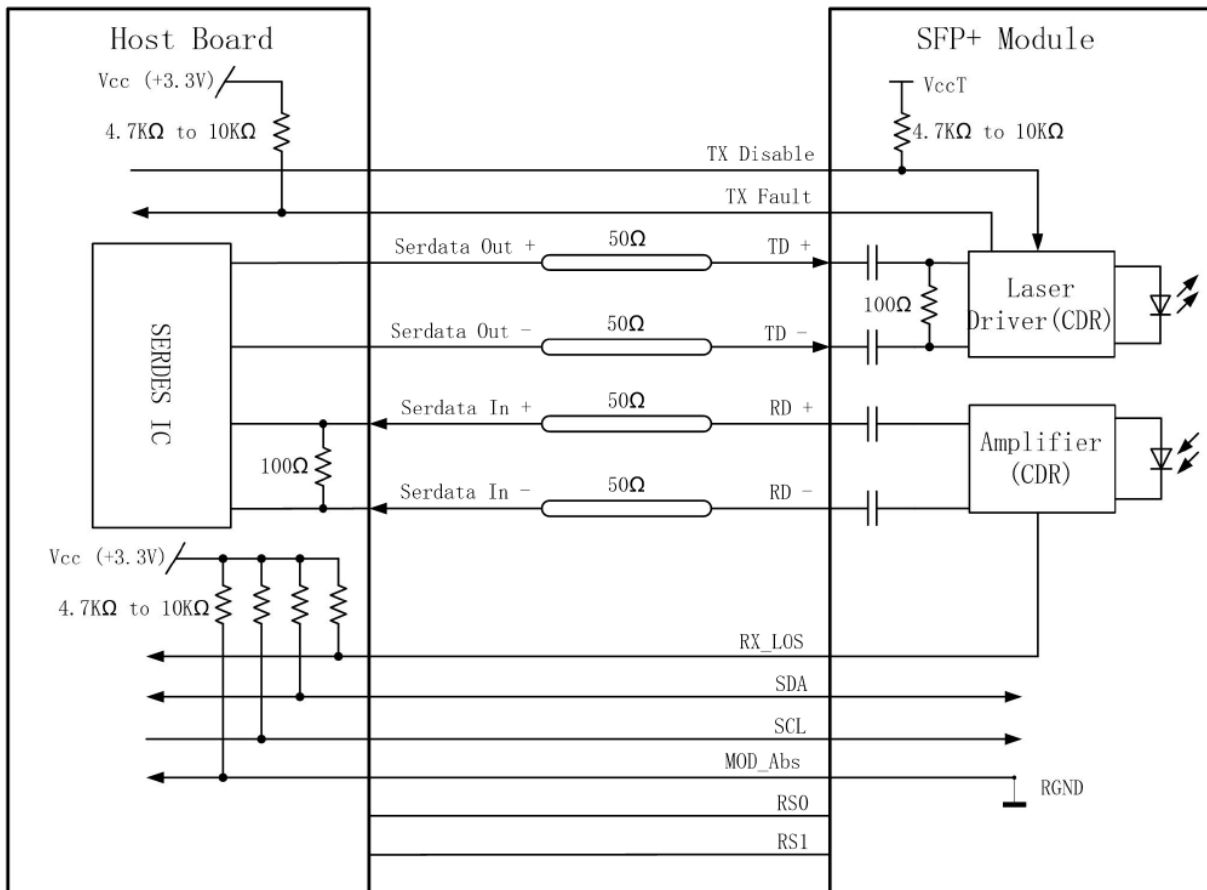 Host Board
SFP+ Module
Vcc (+3.3V)
VccT
4.7KΩ to 10KΩ
4.7KΩ to 10KΩ
TX Disable
TX Fault
Serdata Out +
50Ω
TD +
100Ω
Laser
Driver(CDR)
SERDES IC
Serdata Out -
50Ω
TD -
Serdata In +
50Ω
RD +
100Ω
Amplifier
(CDR)
Serdata In -
50Ω
RD -
Vcc (+3.3V)
4.7KΩ to 10KΩ
RX_LOS
SDA
SCL
MOD_Abs
RGND
RS0
RS1